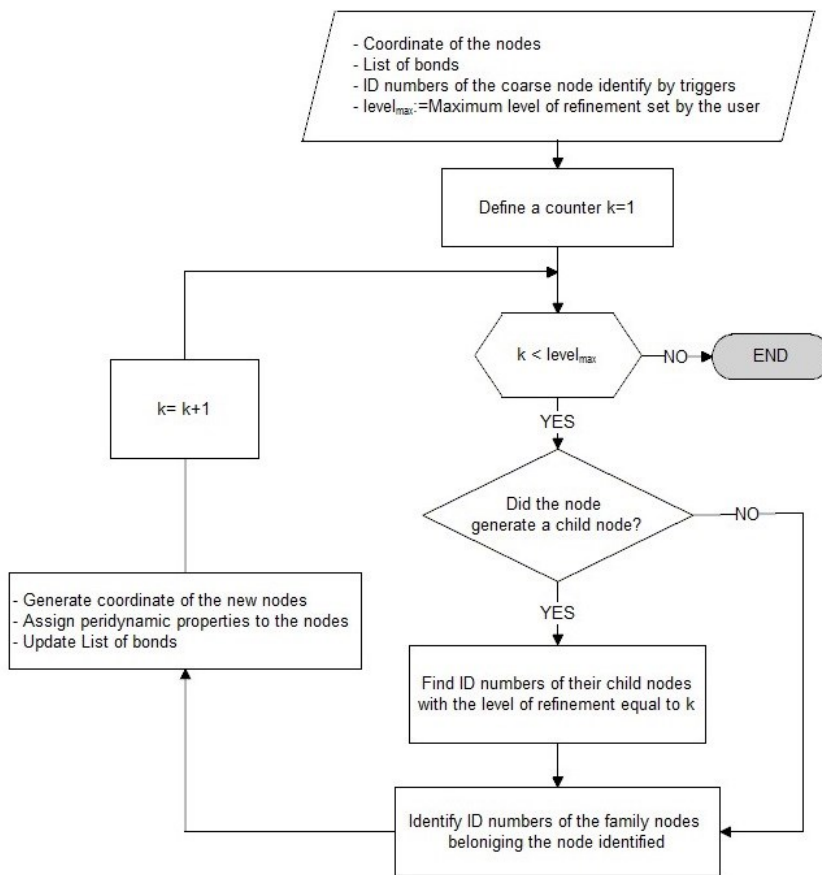 - Coordinate of the nodes
- List of bonds
- ID numbers of the coarse node identify by triggers
- levelmax:=Maximum level of refinement set by the user
Define a counter k=1
k < levelmax
NO
END
k= k+1
YES
Did the node
generate a child node?
NO
YES
- Generate coordinate of the new nodes
- Assign peridynamic properties to the nodes
- Update List of bonds
Find ID numbers of their child nodes
with the level of refinement equal to k
Identify ID numbers of the family nodes
beloniging the node identified